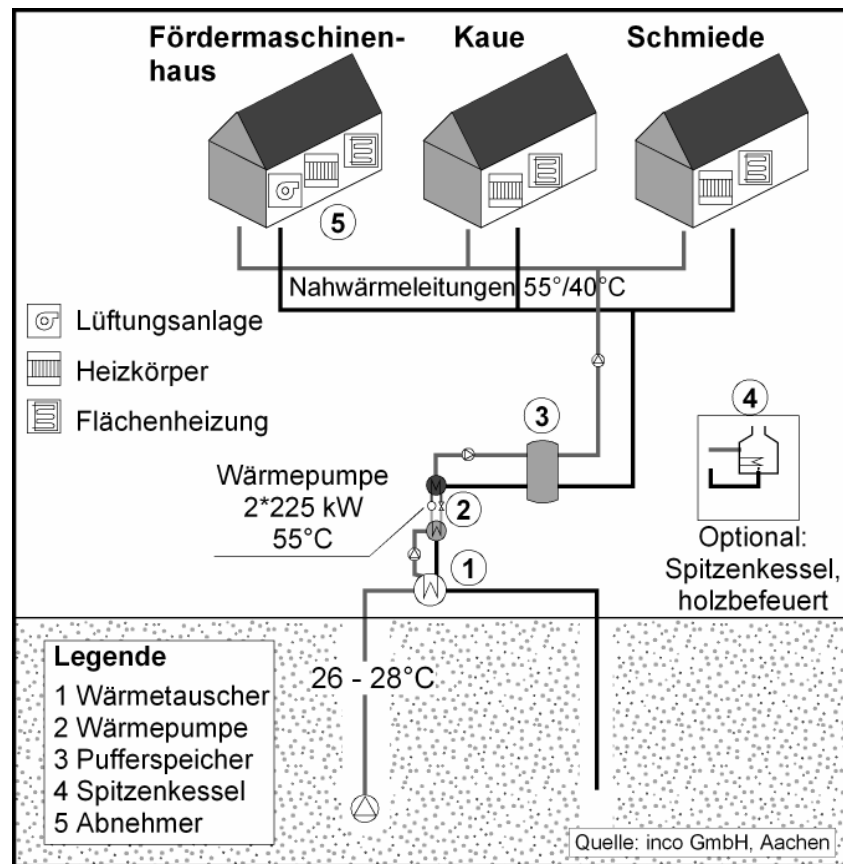 Fördermaschinen-
haus
Kaue
Schmiede
5
Nahwärmeleitungen 55°/40°C
Lüftungsanlage
Heizkörper
Flächenheizung
3
4
Wärmepumpe
2*225 kW
55°C
2
1
Optional:
Spitzenkessel,
holzbefeuert
26 - 28°C
Legende
1 Wärmetauscher
2 Wärmepumpe
3 Pufferspeicher
4 Spitzenkessel
5 Abnehmer
Quelle: inco GmbH, Aachen